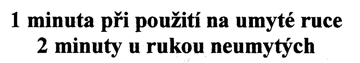 1 minuta při použití na umyté ruce
2 minuty u rukou neumytých